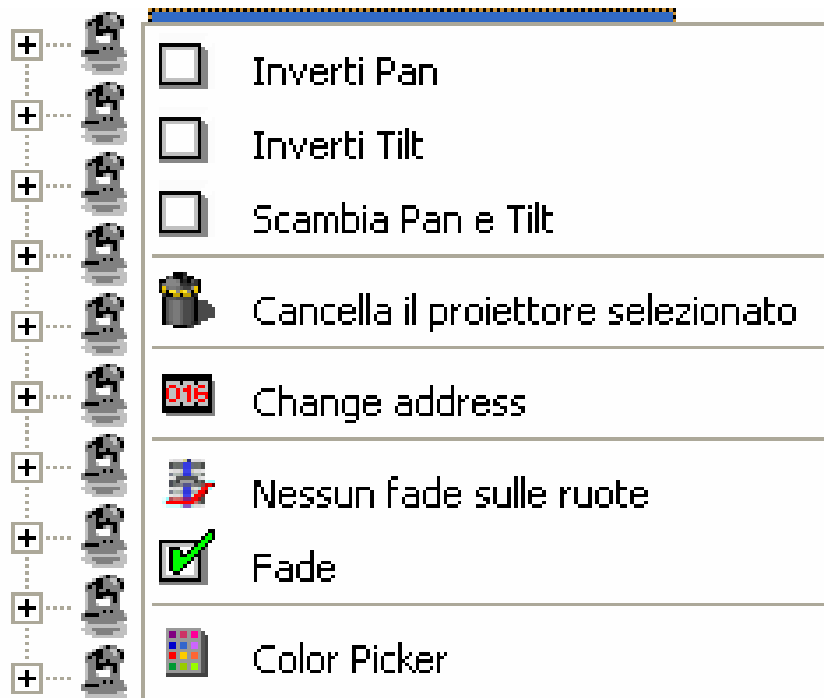 Inverti Pan
Inverti Tilt
Scambia Pan e Tilt
Cancella il proiettore selezionato
016
Change address
Nessun fade sulle ruote
Fade
Color Picker